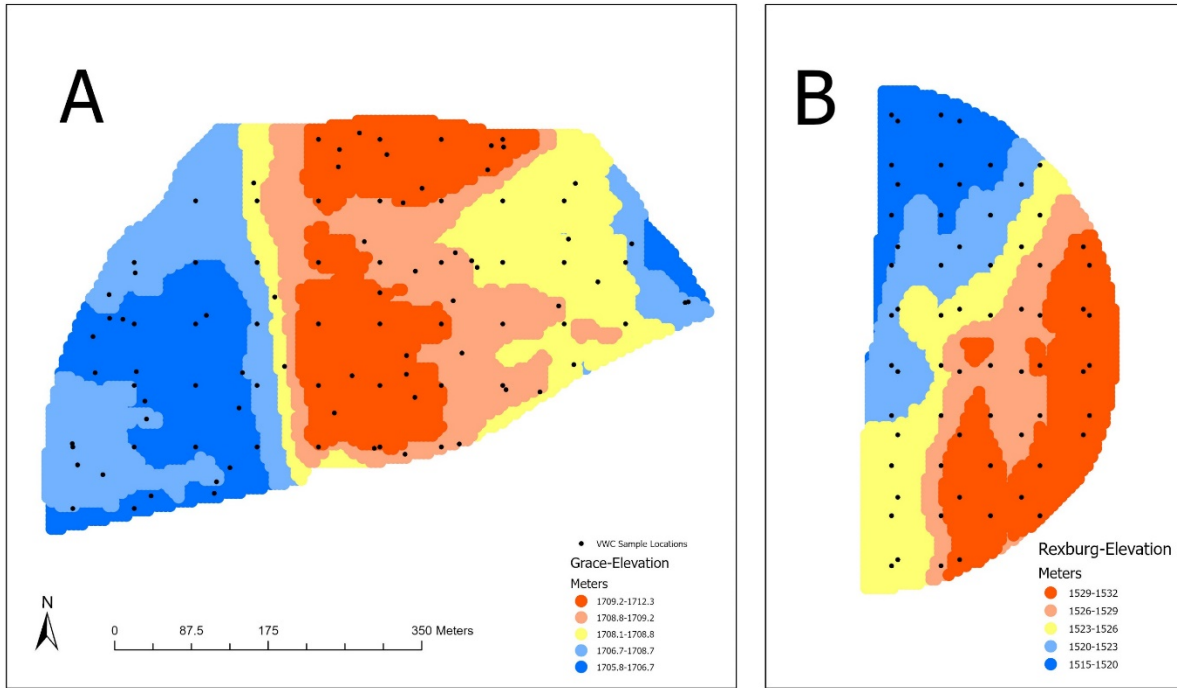 A
VWC Sample Locations
Grace-Elevation
Meters
1709.2-1712.3
1708.8-1709.2
1708.1-1708.8
1706.7-1708.7
1705.8-1706.7
N
0 87.5 175 350 Meters
B
Rexburg-Elevation
Meters
1529-1532
1526-1529
1523-1526
1520-1523
1515-1520